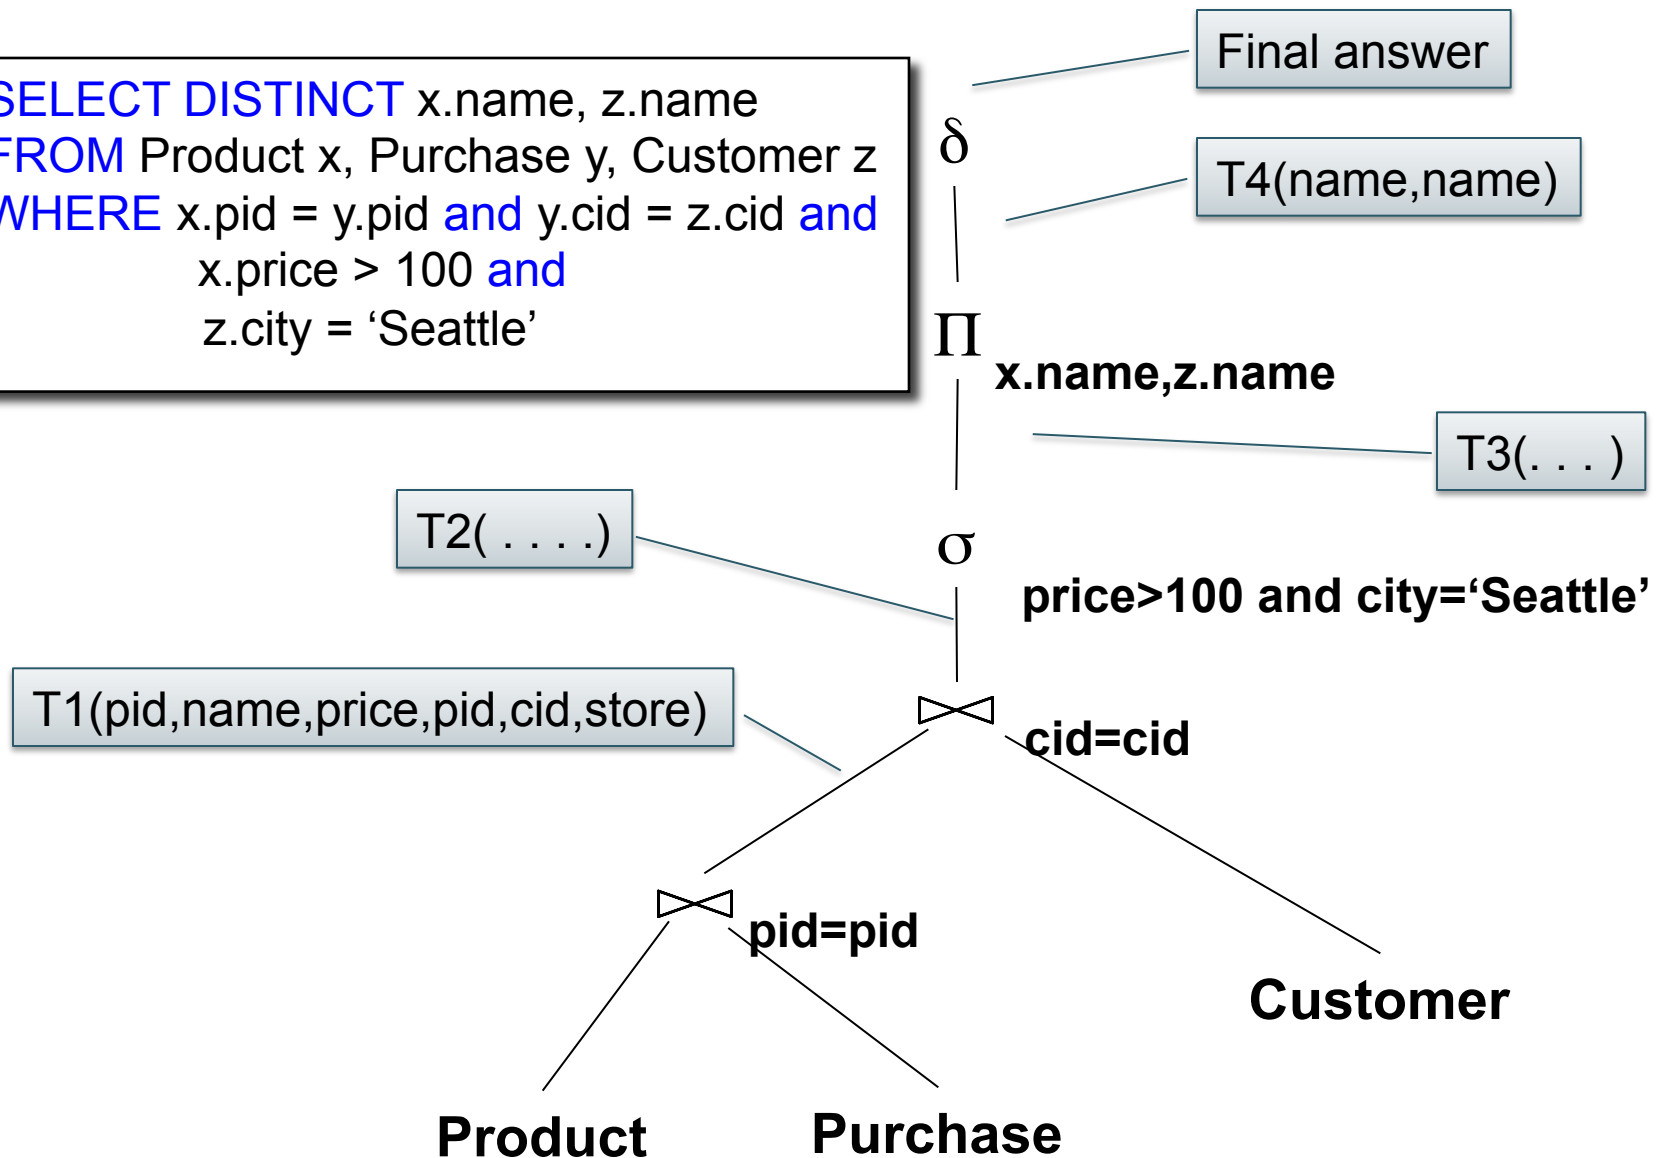 SELECT DISTINCT x.name, z.name
FROM Product x, Purchase y, Customer z
WHERE x.pid = y.pid and y.cid = z.cid and
x.price > 100 and
z.city = ‘Seattle’
Final answer
δ
T4(name,name)
Π
x.name,z.name
T3(. . . )
T2( . . . .)
σ
price>100 and city=‘Seattle’
T1(pid,name,price,pid,cid,store)
cid=cid
pid=pid
Customer
Product
Purchase